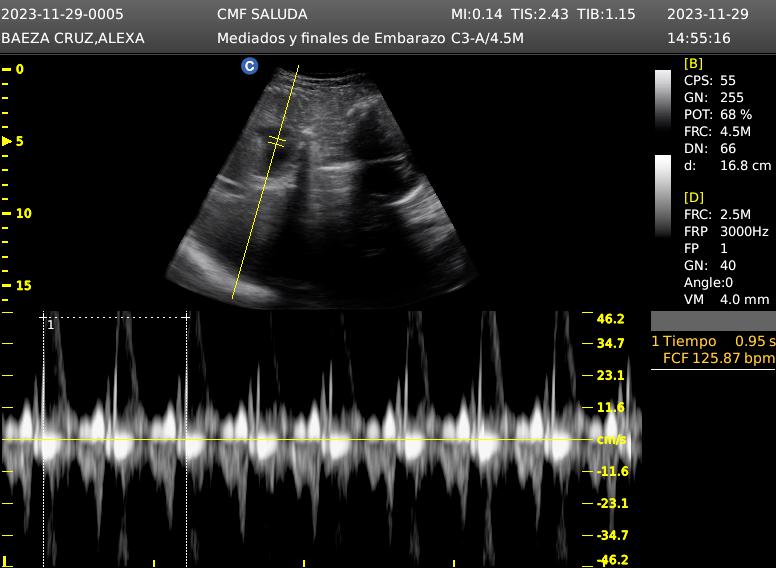 2023-11-29-0005 CMF SALUDA MI:0.14 TIS:2.43 TIB:1.15 2023-11-29
BAEZA CRUZ,ALEXA Mediados y finales de Embarazo C3-A/4.5M 14:55:16
C
0
5
10
15
[B]
CPS: 55
GN: 255
POT: 68 %
FRC: 4.5M
DN: 66
d: 16.8 cm
[D]
FRC: 2.5M
FRP 3000Hz
FP 1
GN: 40
Angle:0
VM 4.0 mm
1 Tiempo 0.95 s
FCF 125.87 bpm
1
46.2
34.7
23.1
11.6
cm/s
-11.6
-23.1
-34.7
-46.2